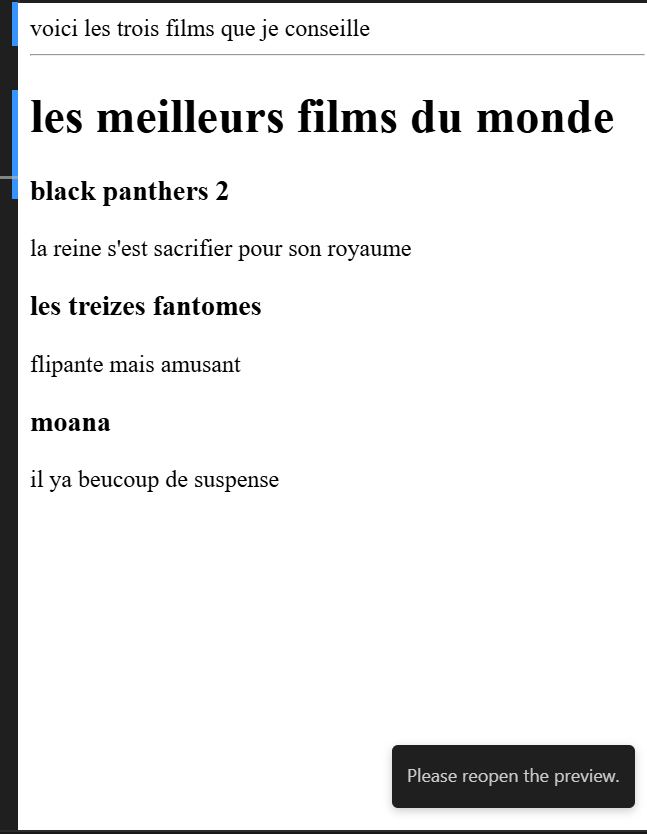 voici les trois films que je conseille
les meilleurs films du monde
black panthers 2
la reine s'est sacrifier pour son royaume
les treizes fantomes
flipante mais amusant
moana
il ya beucoup de suspense
Please reopen the preview.